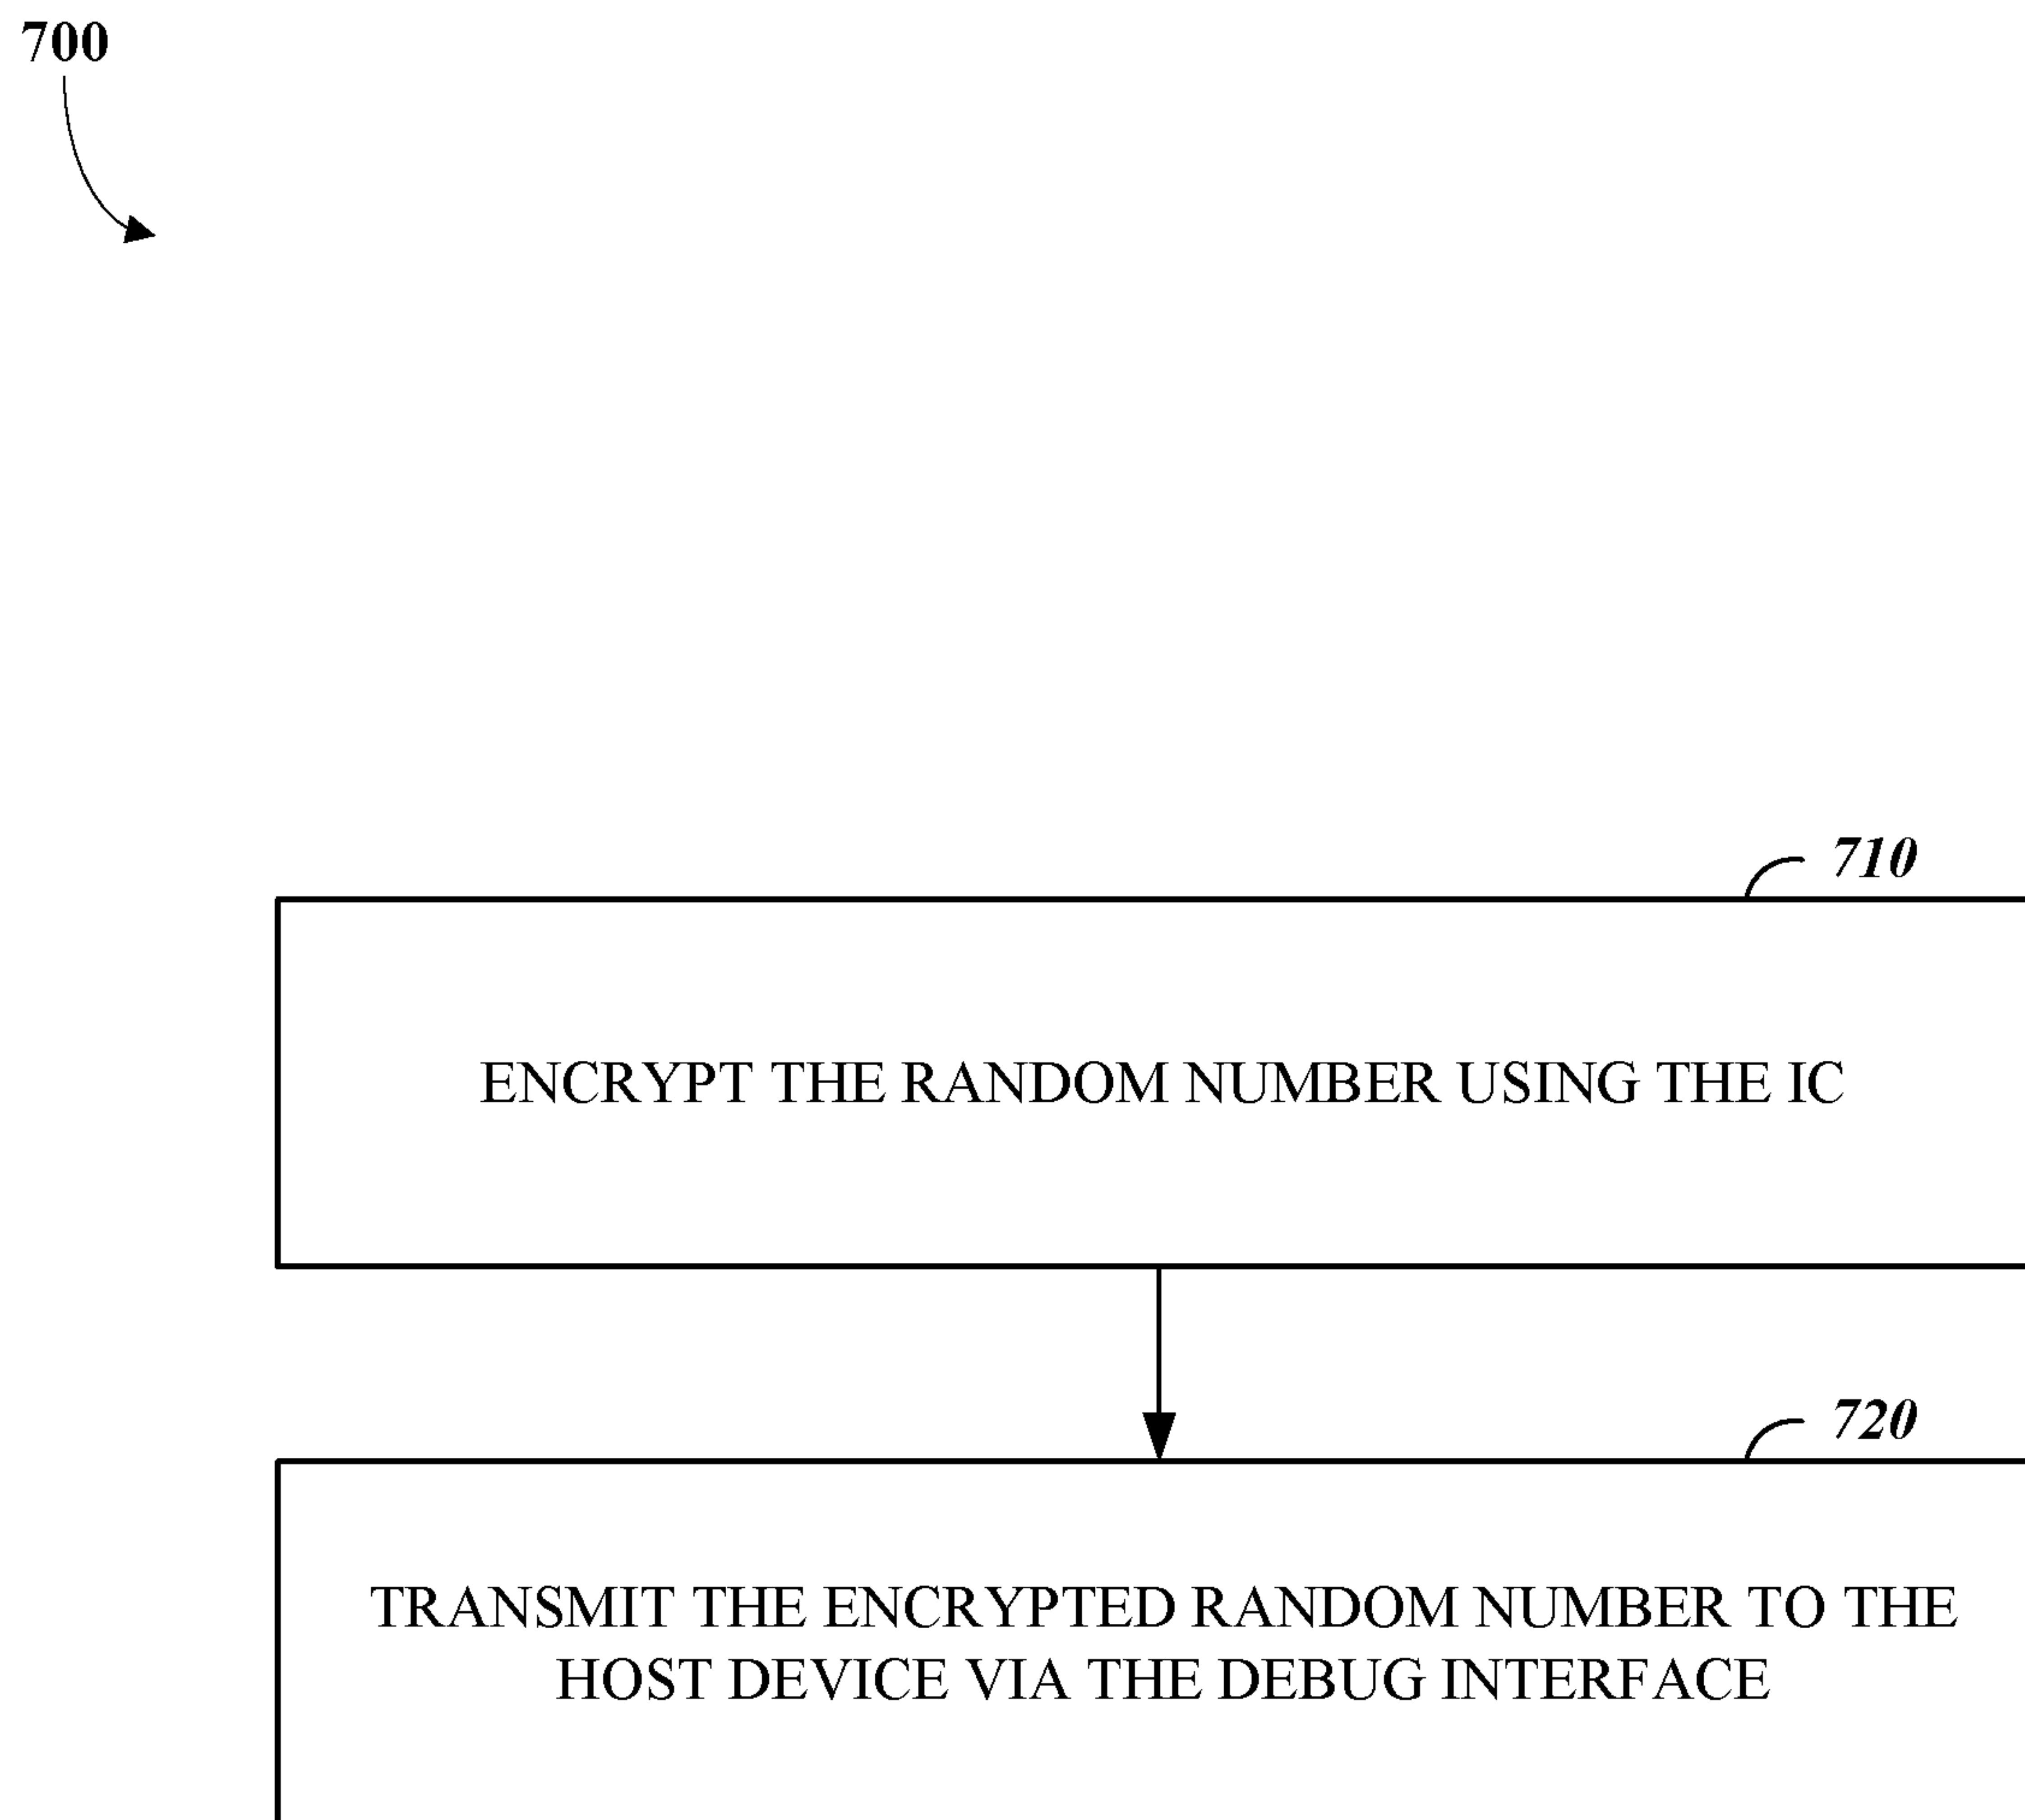 700
710
ENCRYPT THE RANDOM NUMBER USING THE IC
720
TRANSMIT THE ENCRYPTED RANDOM NUMBER TO THE
HOST DEVICE VIA THE DEBUG INTERFACE